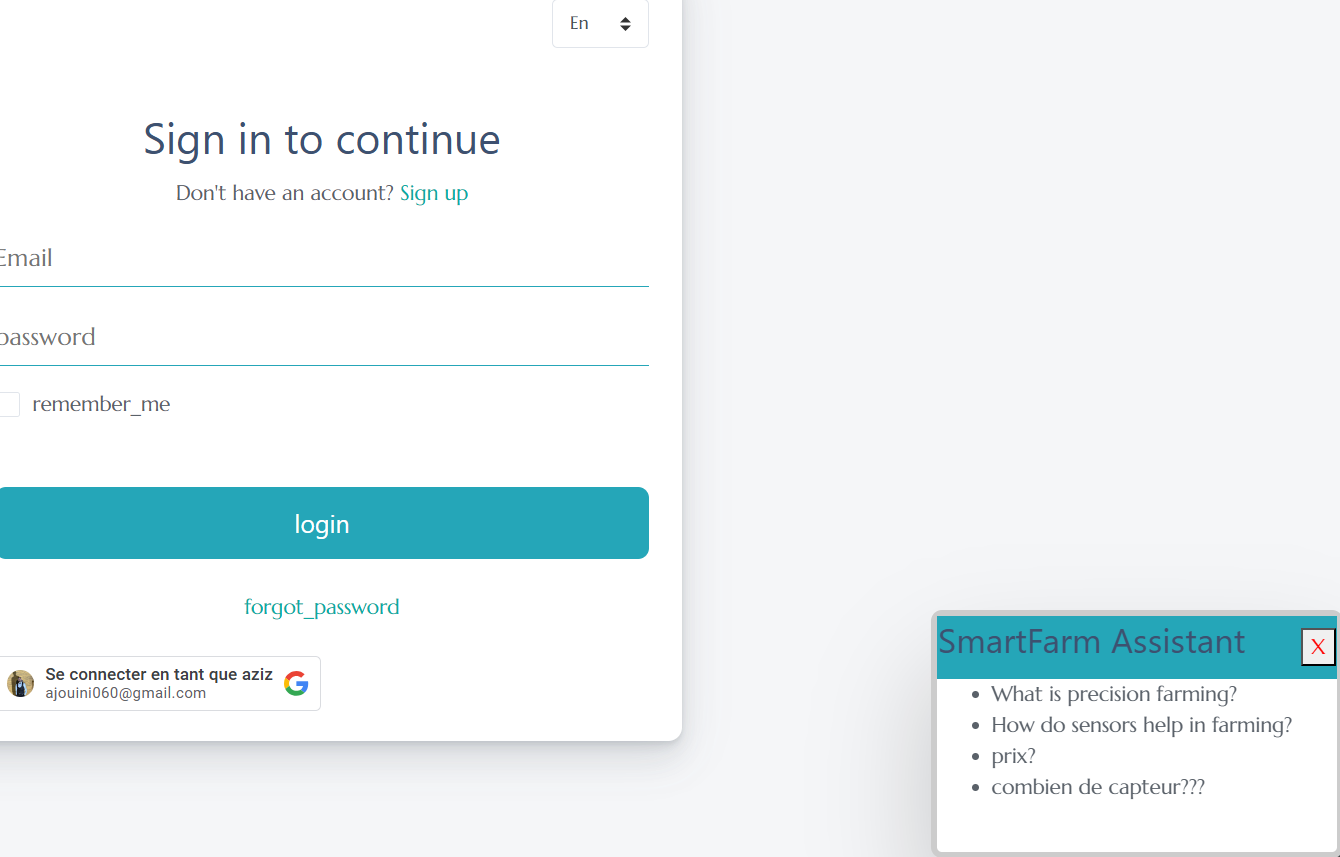 En
Sign in to continue
Don't have an account? Sign up
Email
password
remember_me
login
forgot_password
Se connecter en tant que aziz
ajouini060@gmail.com
SmartFarm Assistant
X
What is precision farming?
How do sensors help in farming?
prix?
combien de capteur???